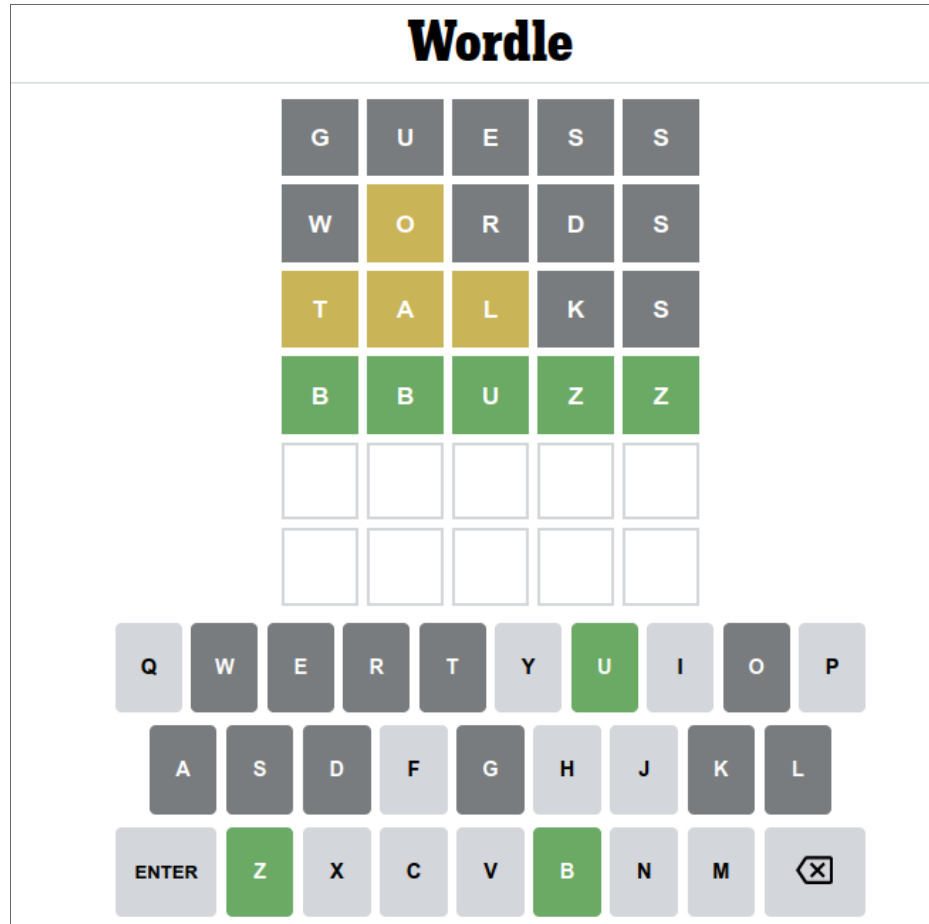 Wordle
G U E S S
W O R D S
T A L K S
B B U Z Z
Q W E R T Y U I O P
A S D F G H J K L
ENTER Z X C V B N M